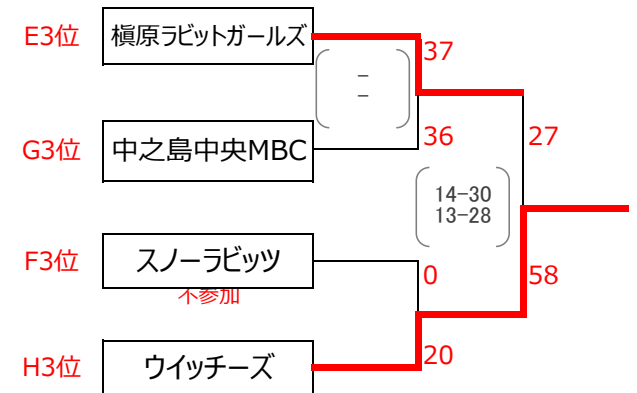 E3位
槇原ラビットガールズ
37
－
－
G3位
中之島中央MBC
36
27
14−30
13−28
F3位
スノーラビッツ
不参加
0
58
H3位
ウイッチーズ
20